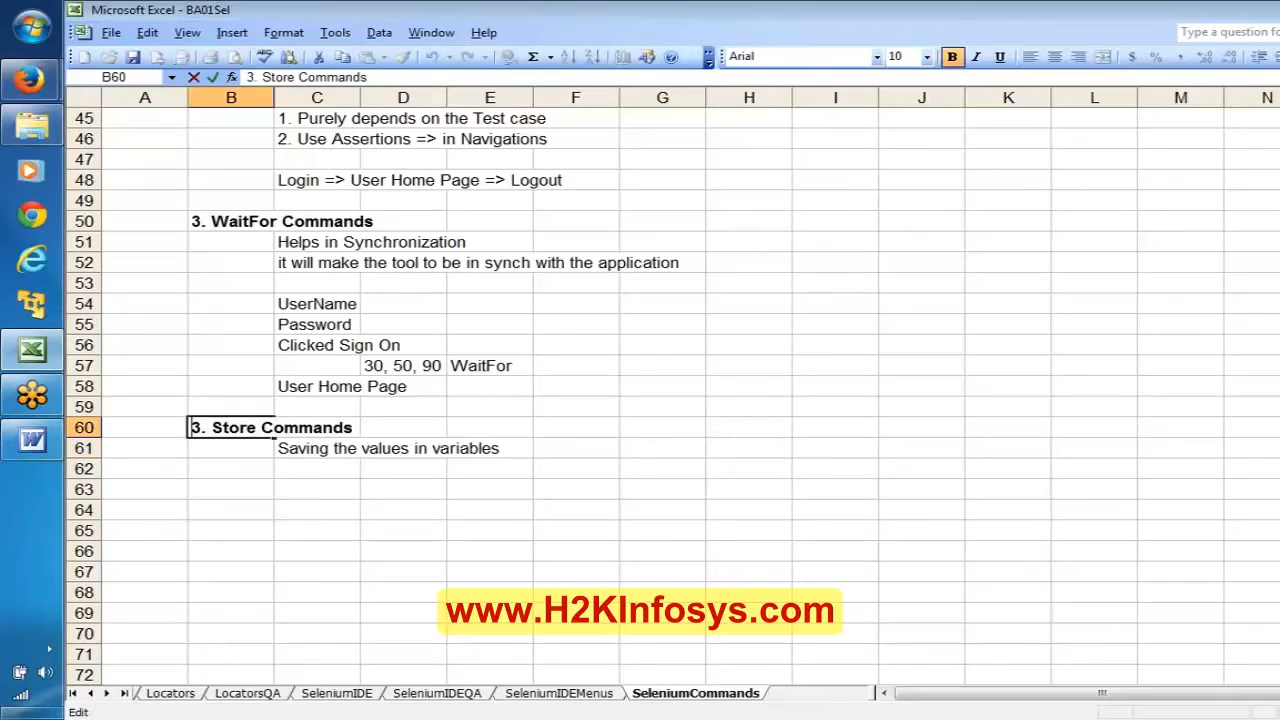 Microsoft Excel - BA01Sel
File Edit View Insert Format Tools Data Window Help
Type a question fo
Arial 10 B I U $ %
B60 fx 3. Store Commands
A B C D E F G H I J K L M N
45 1. Purely depends on the Test case
46 2. Use Assertions => in Navigations
47
48 Login => User Home Page => Logout
49
50 3. WaitFor Commands
51 Helps in Synchronization
52 it will make the tool to be in synch with the application
53
54 UserName
55 Password
56 Clicked Sign On
57 30, 50, 90 WaitFor
58 User Home Page
59
60 3. Store Commands
61 Saving the values in variables
62
63
64
65
66
67
68
69
70
71
72
www.H2KInfosys.com
Locators LocatorsQA SeleniumIDE SeleniumIDEQA SeleniumIDEMenus SeleniumCommands
Edit